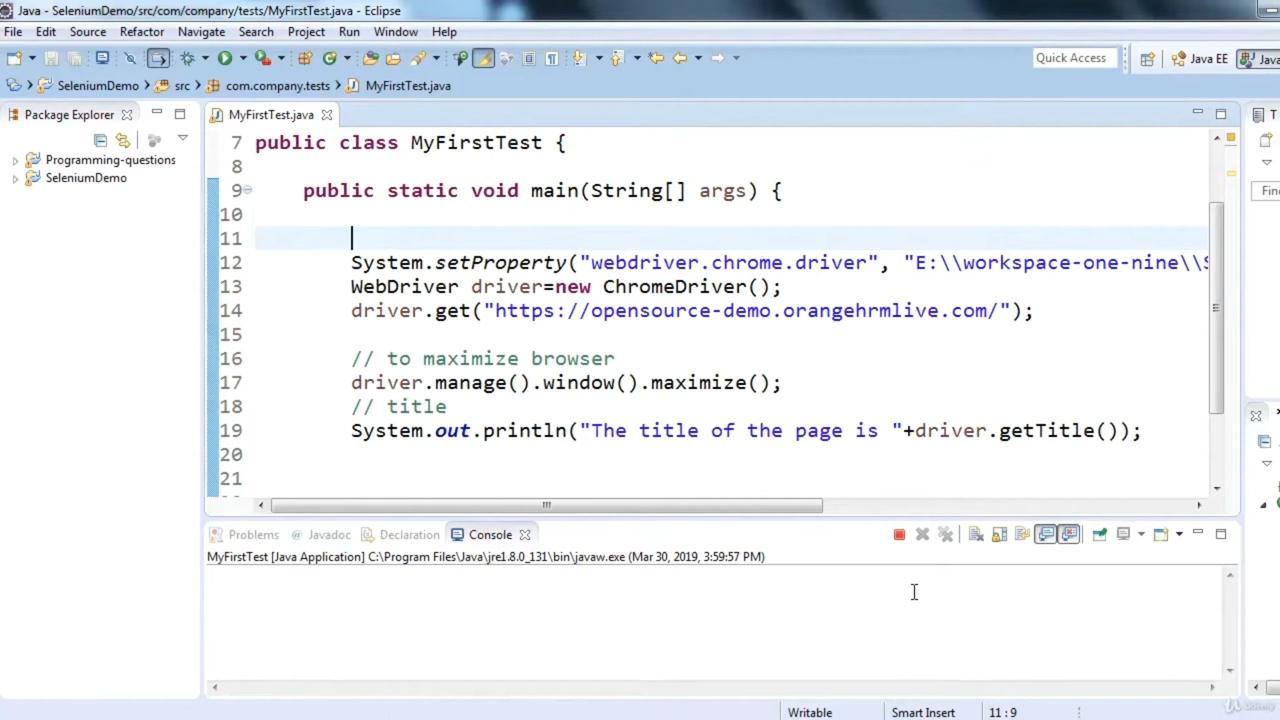 Java - SeleniumDemo/src/com/company/tests/MyFirstTest.java - Eclipse
File Edit Source Refactor Navigate Search Project Run Window Help
Quick Access Java EE Java
SeleniumDemo src com.company.tests MyFirstTest.java
Package Explorer MyFirstTest.java
Programming-questions
SeleniumDemo
7 public class MyFirstTest {
8
9 public static void main(String[] args) {
10
11
12 System.setProperty("webdriver.chrome.driver", "E:\\workspace-one-nine\\S
13 WebDriver driver=new ChromeDriver();
14 driver.get("https://opensource-demo.orangehrmlive.com/");
15
16 // to maximize browser
17 driver.manage().window().maximize();
18 // title
19 System.out.println("The title of the page is "+driver.getTitle());
20
21
Problems @ Javadoc Declaration Console
MyFirstTest [Java Application] C:\Program Files\Java\jre1.8.0_131\bin\javaw.exe (Mar 30, 2019, 3:59:57 PM)
Writable Smart Insert 11 : 9
Udemy